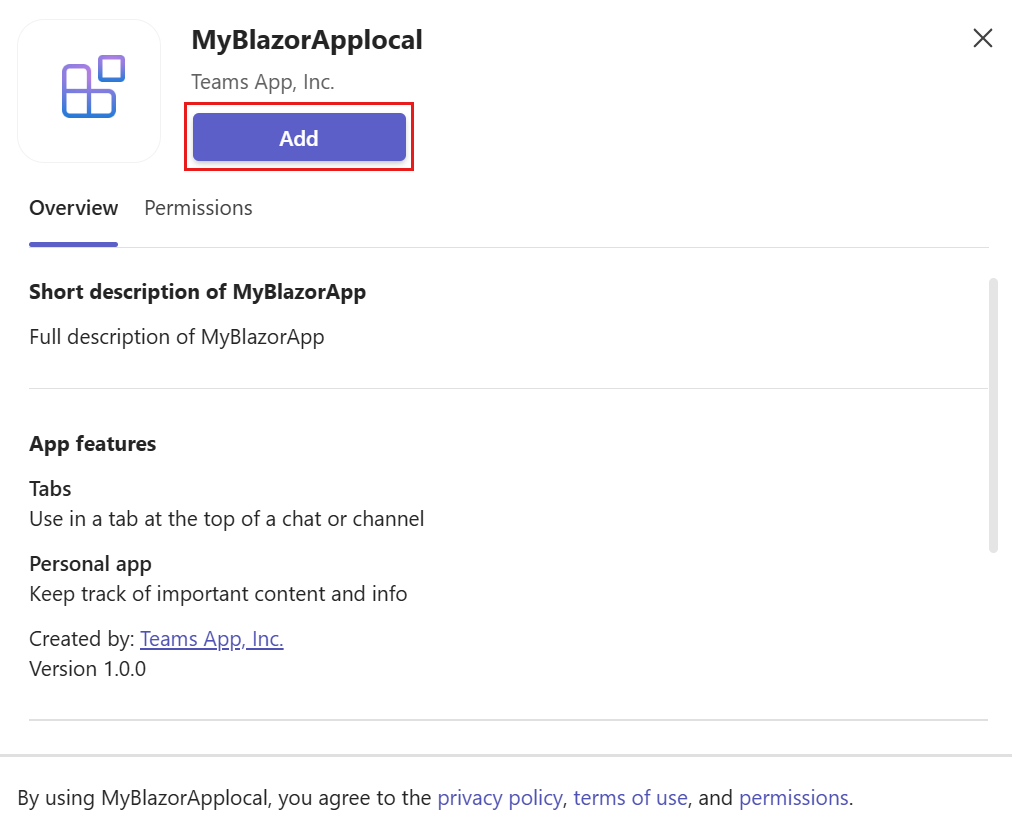 MyBlazorApplocal
Teams App, Inc.
Add
Overview Permissions
Short description of MyBlazorApp
Full description of MyBlazorApp
App features
Tabs
Use in a tab at the top of a chat or channel
Personal app
Keep track of important content and info
Created by: Teams App, Inc.
Version 1.0.0
By using MyBlazorApplocal, you agree to the privacy policy, terms of use, and permissions.